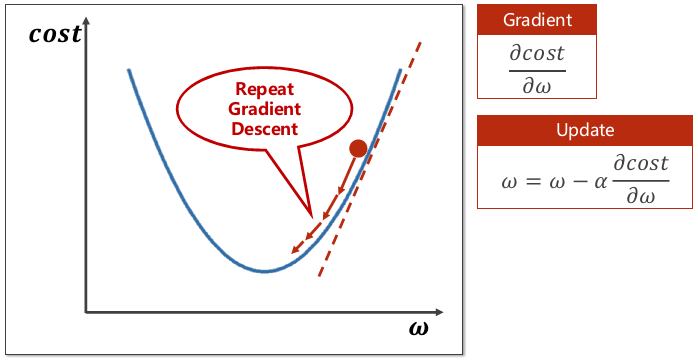 cost
Repeat
Gradient
Descent
ω
Gradient
∂cost
∂ω
Update
ω = ω − α ∂cost
∂ω